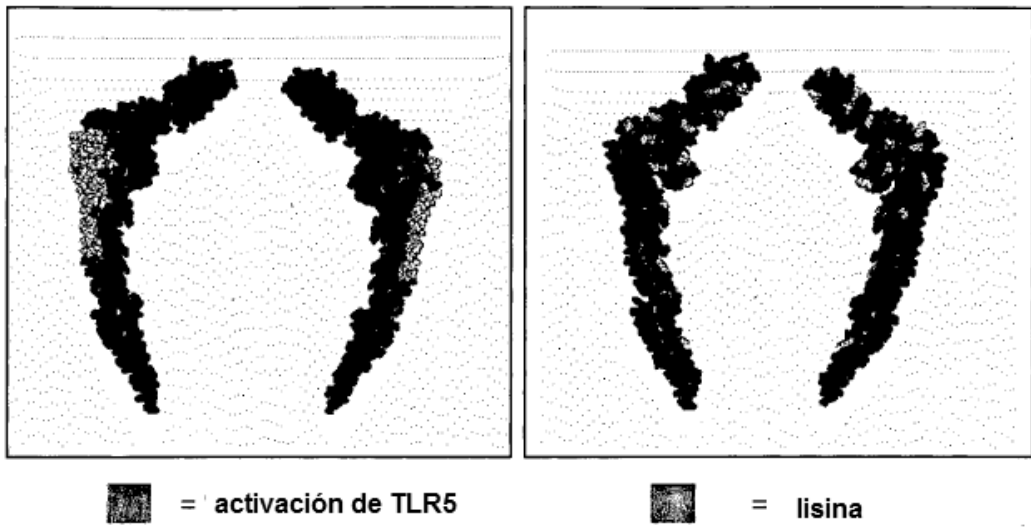 = activación de TLR5
= lisina